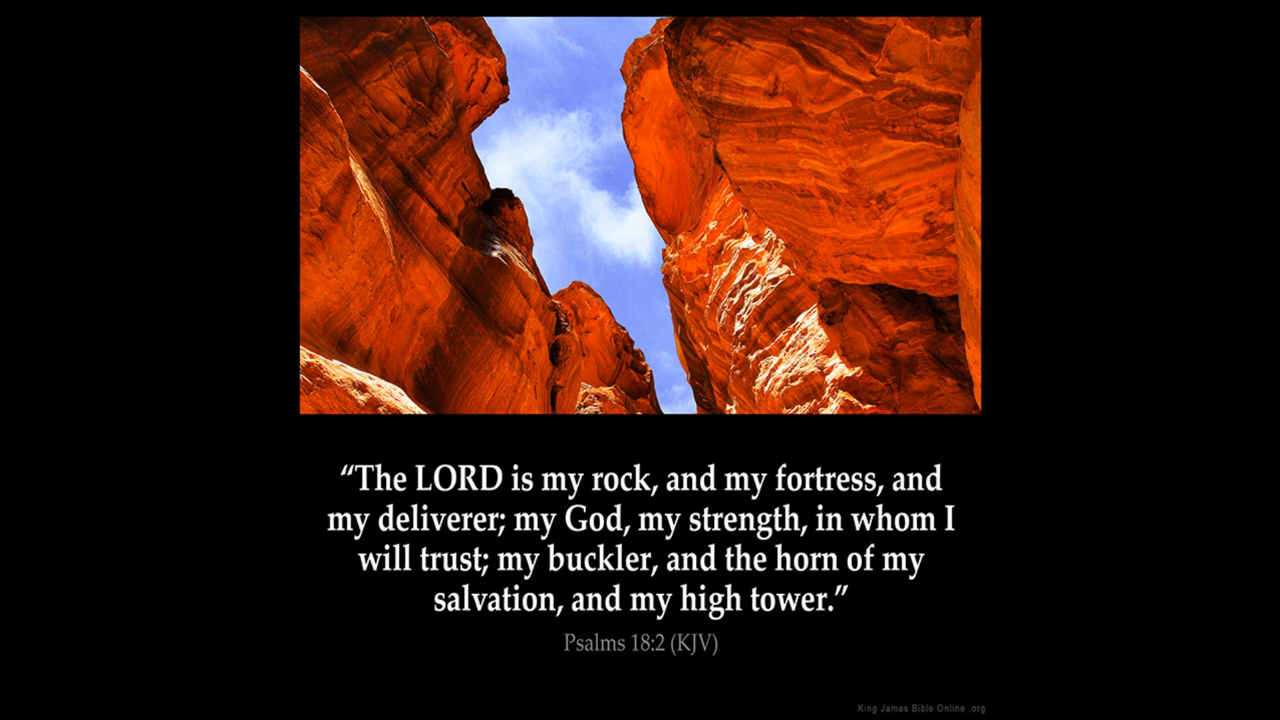 “The LORD is my rock, and my fortress, and
my deliverer; my God, my strength, in whom I
will trust; my buckler, and the horn of my
salvation, and my high tower.”
Psalms 18:2 (KJV)
King James Bible Online .org